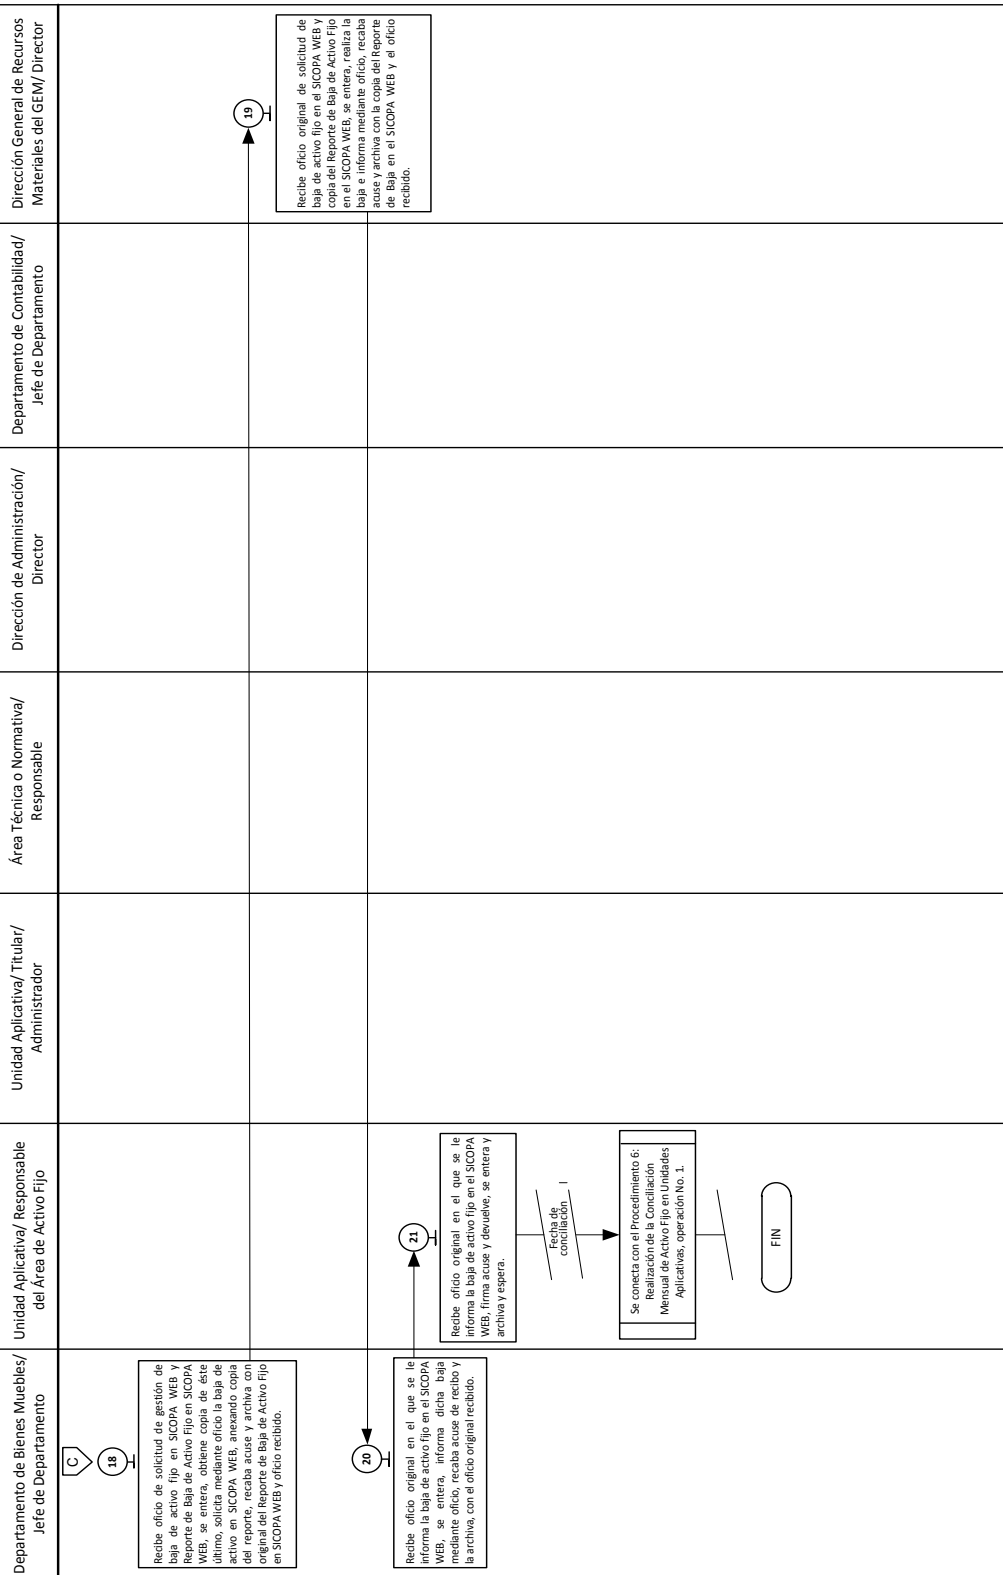 Departamento de Bienes Muebles/
Jefe de Departamento
Unidad Aplicativa/ Responsable
del Área de Activo Fijo
Unidad Aplicativa/ Titular/
Administrador
Área Técnica o Normativa/
Responsable
Dirección de Administración/
Director
Departamento de Contabilidad/
Jefe de Departamento
Dirección General de Recursos
Materiales del GEM/ Director
C
18
Recibe oficio de solicitud de gestión de
baja de activo fijo en SICOPA WEB y
Reporte de Baja de Activo Fijo en SICOPA
WEB, se entera, obtiene copia de éste
último, solicita mediante oficio la baja de
activo en SICOPA WEB, anexando copia
del reporte, recaba acuse y archiva con
original del Reporte de Baja de Activo Fijo
en SICOPA WEB y oficio recibido.
19
Recibe oficio original de solicitud de
baja de activo fijo en el SICOPA WEB y
copia del Reporte de Baja de Activo Fijo
en el SICOPA WEB, se entera, realiza la
baja e informa mediante oficio, recaba
acuse y archiva con la copia del Reporte
de Baja en el SICOPA WEB y el oficio
recibido.
20
Recibe oficio original en el que se le
informa la baja de activo fijo en el SICOPA
WEB, se entera, informa dicha baja
mediante oficio, recaba acuse de recibo y
la archiva, con el oficio original recibido.
21
Recibe oficio original en el que se le
informa la baja de activo fijo en el SICOPA
WEB, firma acuse y devuelve, se entera y
archiva y espera.
Fecha de
conciliación
Se conecta con el Procedimiento 6:
Realización de la Conciliación
Mensual de Activo Fijo en Unidades
Aplicativas, operación No. 1.
FIN